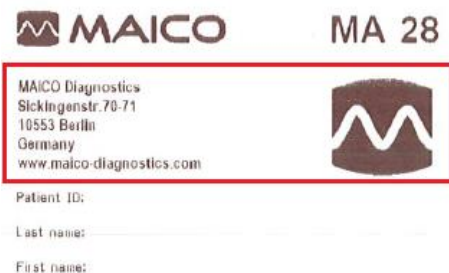 MAICO MA 28
MAICO Diagnostics
Sickingenstr.70-71
10553 Berlin
Germany
www.maico-diagnostics.com
Patient ID:
Last name:
First name: